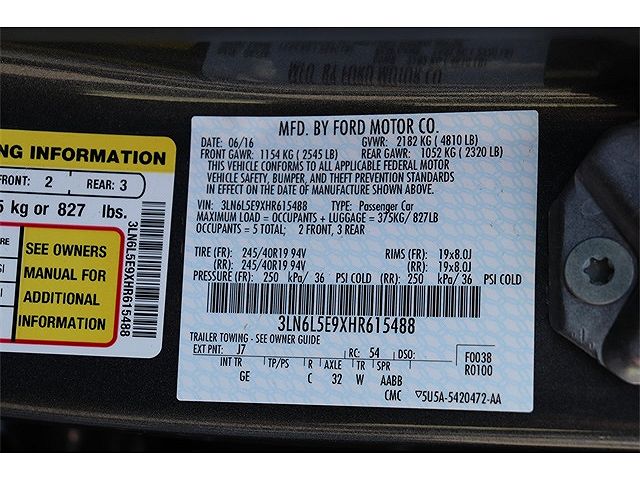 NG INFORMATION
FRONT: 2 REAR: 3
5 kg or 827 lbs.
SEE OWNERS
MANUAL FOR
ADDITIONAL
INFORMATION
3LN6L5E9XHR615488
MFD. BY FORD MOTOR CO.
DATE: 06/16 GVWR: 2182 KG ( 4810 LB)
FRONT GAWR: 1154 KG ( 2545 LB) REAR GAWR: 1052 KG ( 2320 LB)
THIS VEHICLE CONFORMS TO ALL APPLICABLE FEDERAL MOTOR
VEHICLE SAFETY, BUMPER, AND THEFT PREVENTION STANDARDS
IN EFFECT ON THE DATE OF MANUFACTURE SHOWN ABOVE.
VIN: 3LN6L5E9XHR615488 TYPE: Passenger Car
MAXIMUM LOAD = OCCUPANTS + LUGGAGE = 375KG/ 827LB
OCCUPANTS = 5 TOTAL; 2 FRONT, 3 REAR
TIRE (FR): 245/40R19 94V RIMS (FR): 19x8.0J
(RR): 245/40R19 94V (RR): 19x8.0J
PRESSURE (FR): 250 kPa/ 36 PSI COLD (RR): 250 kPa/ 36 PSI COLD
3LN6L5E9XHR615488
TRAILER TOWING - SEE OWNER GUIDE
EXT PNT: J7 RC: 54 DSO: F0038
WB INT TR TP/PS R AXLE TR SPR R0100
GE C 32 W AABB
CMC ▽5U5A-5420472-AA